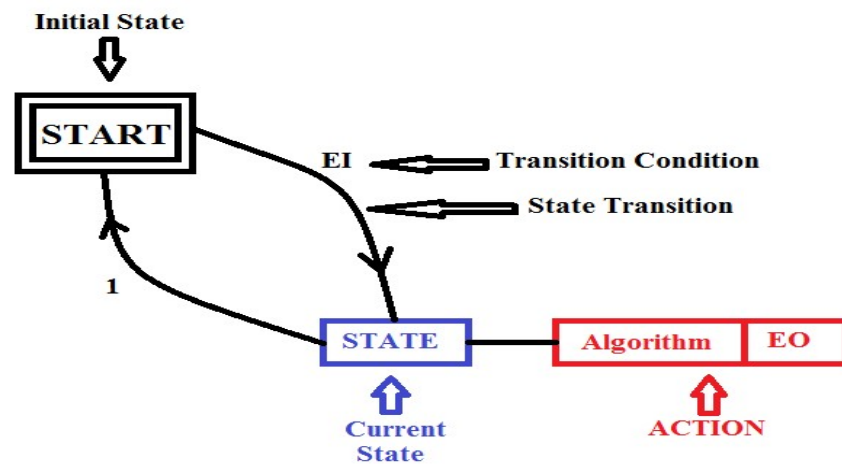 Initial State
START
EI
Transition Condition
State Transition
1
STATE
Algorithm
EO
Current
State
ACTION